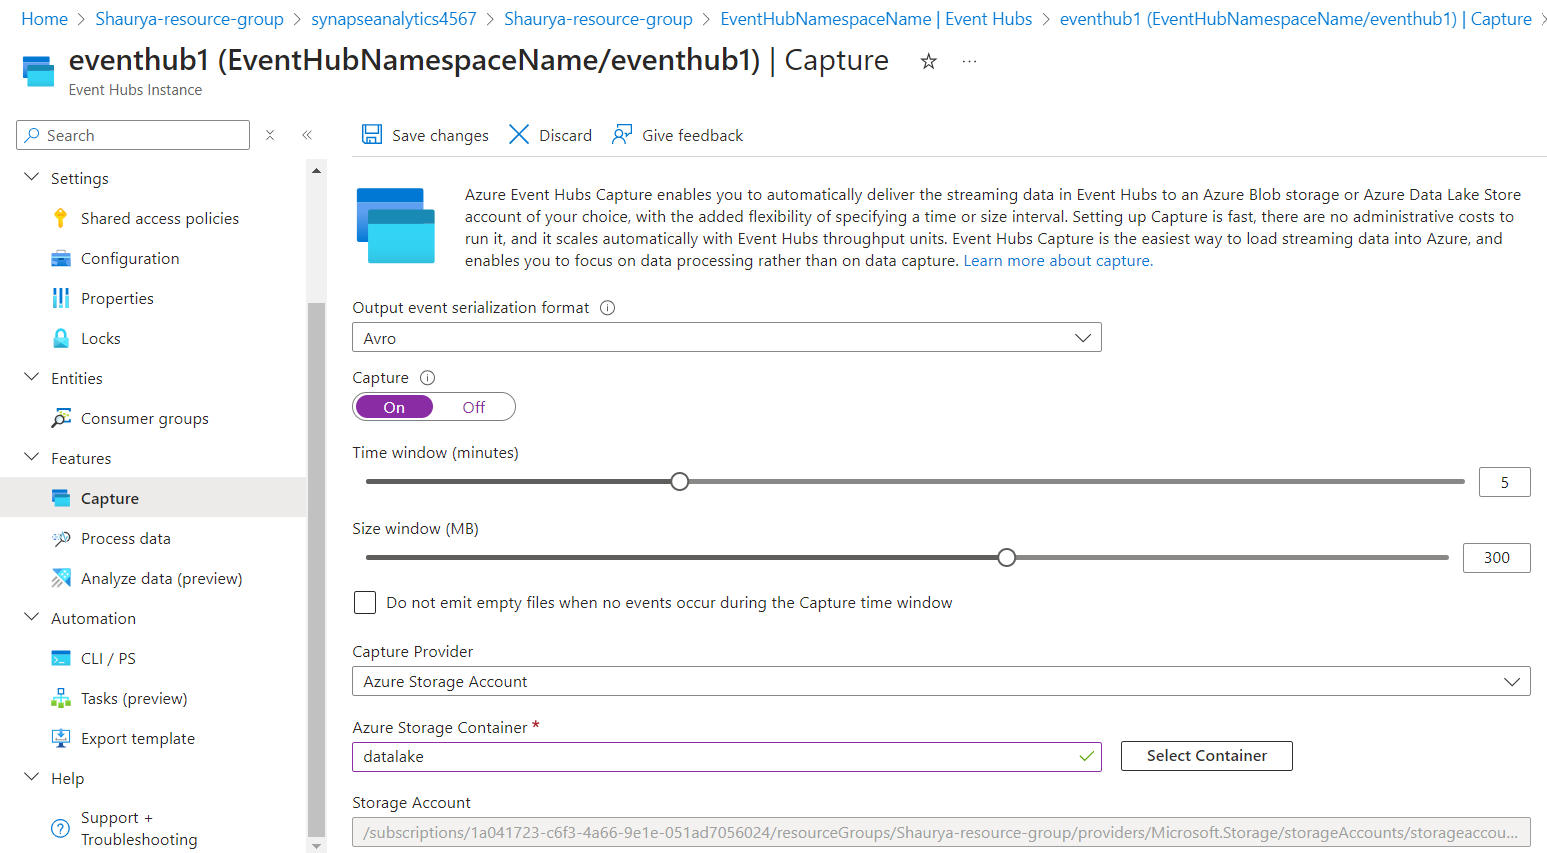 Home > Shaurya-resource-group > synapseanalytics4567 > Shaurya-resource-group > EventHubNamespaceName | Event Hubs > eventhub1 (EventHubNamespaceName/eventhub1) | Capture >
eventhub1 (EventHubNamespaceName/eventhub1) | Capture ☆ ...
Event Hubs Instance
Search
Settings
Shared access policies
Configuration
Properties
Locks
Entities
Consumer groups
Features
Capture
Process data
Analyze data (preview)
Automation
CLI / PS
Tasks (preview)
Export template
Help
Support +
Troubleshooting
Save changes Discard Give feedback
Azure Event Hubs Capture enables you to automatically deliver the streaming data in Event Hubs to an Azure Blob storage or Azure Data Lake Store
account of your choice, with the added flexibility of specifying a time or size interval. Setting up Capture is fast, there are no administrative costs to
run it, and it scales automatically with Event Hubs throughput units. Event Hubs Capture is the easiest way to load streaming data into Azure, and
enables you to focus on data processing rather than on data capture. Learn more about capture.
Output event serialization format
Avro
Capture
On Off
Time window (minutes)
5
Size window (MB)
300
Do not emit empty files when no events occur during the Capture time window
Capture Provider
Azure Storage Account
Azure Storage Container *
datalake
Select Container
Storage Account
/subscriptions/1a041723-c6f3-4a66-9e1e-051ad7056024/resourceGroups/Shaurya-resource-group/providers/Microsoft.Storage/storageAccounts/storageaccou...